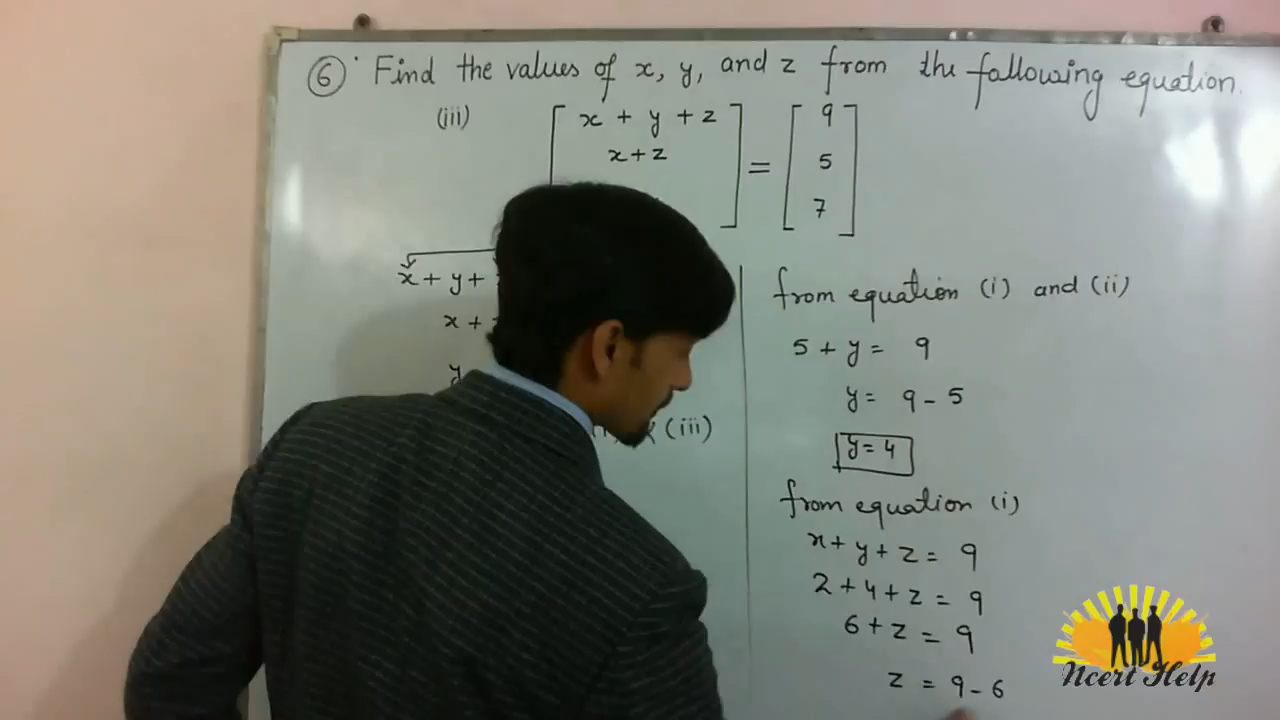 ⑥ Find the values of x, y, and z from the following equation.
(iii)
x + y + z
x + z
=
9
5
7
x + y +
x +
y
(iii)
from equation (i) and (ii)
5 + y = 9
y = 9 - 5
y = 4
from equation (i)
x + y + z = 9
2 + 4 + z = 9
6 + z = 9
z = 9 - 6
Ncert Help